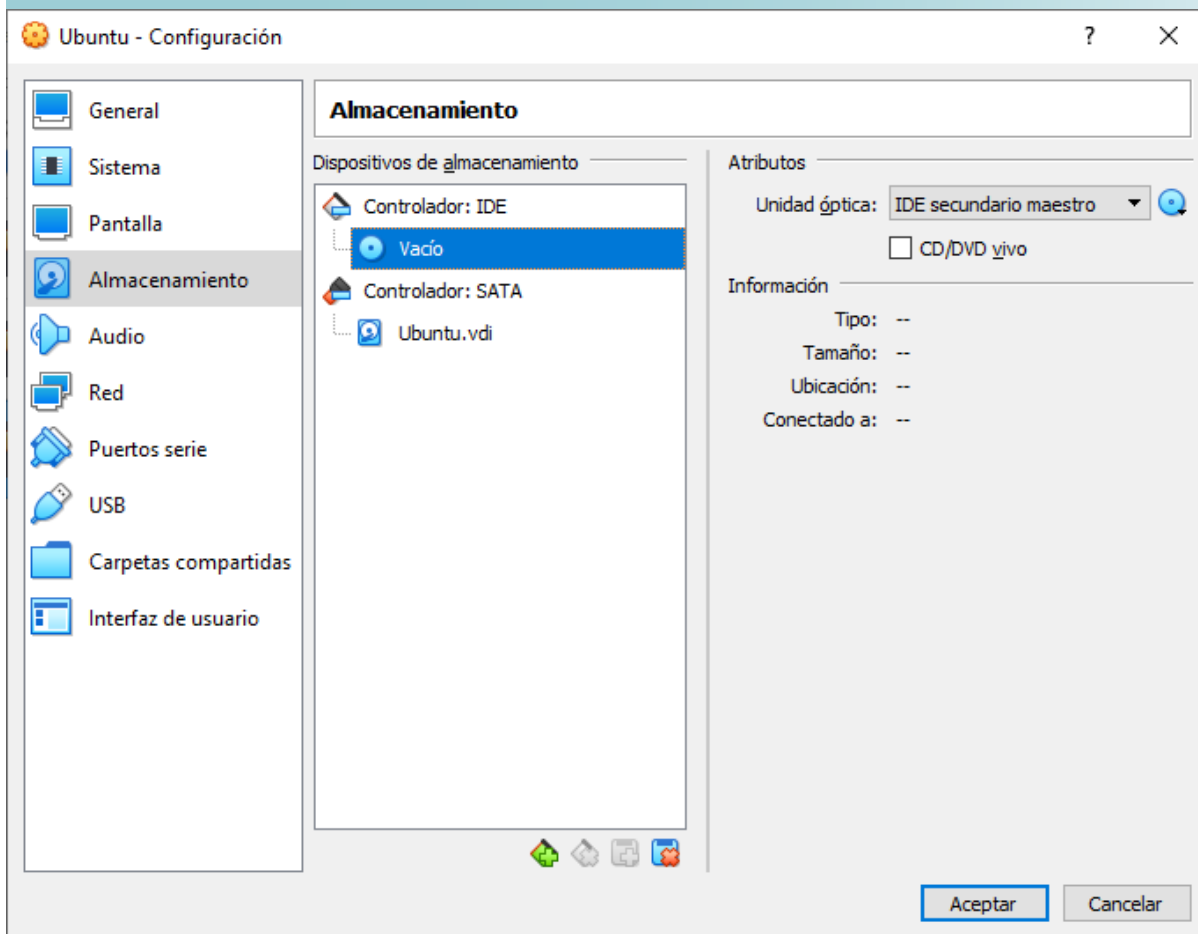 Ubuntu - Configuración
?
General
Sistema
Pantalla
Almacenamiento
Audio
Red
Puertos serie
USB
Carpetas compartidas
Interfaz de usuario
Almacenamiento
Dispositivos de almacenamiento
Controlador: IDE
Vacío
Controlador: SATA
Ubuntu.vdi
Atributos
Unidad óptica: IDE secundario maestro
CD/DVD vivo
Información
Tipo: --
Tamaño: --
Ubicación: --
Conectado a: --
Aceptar
Cancelar